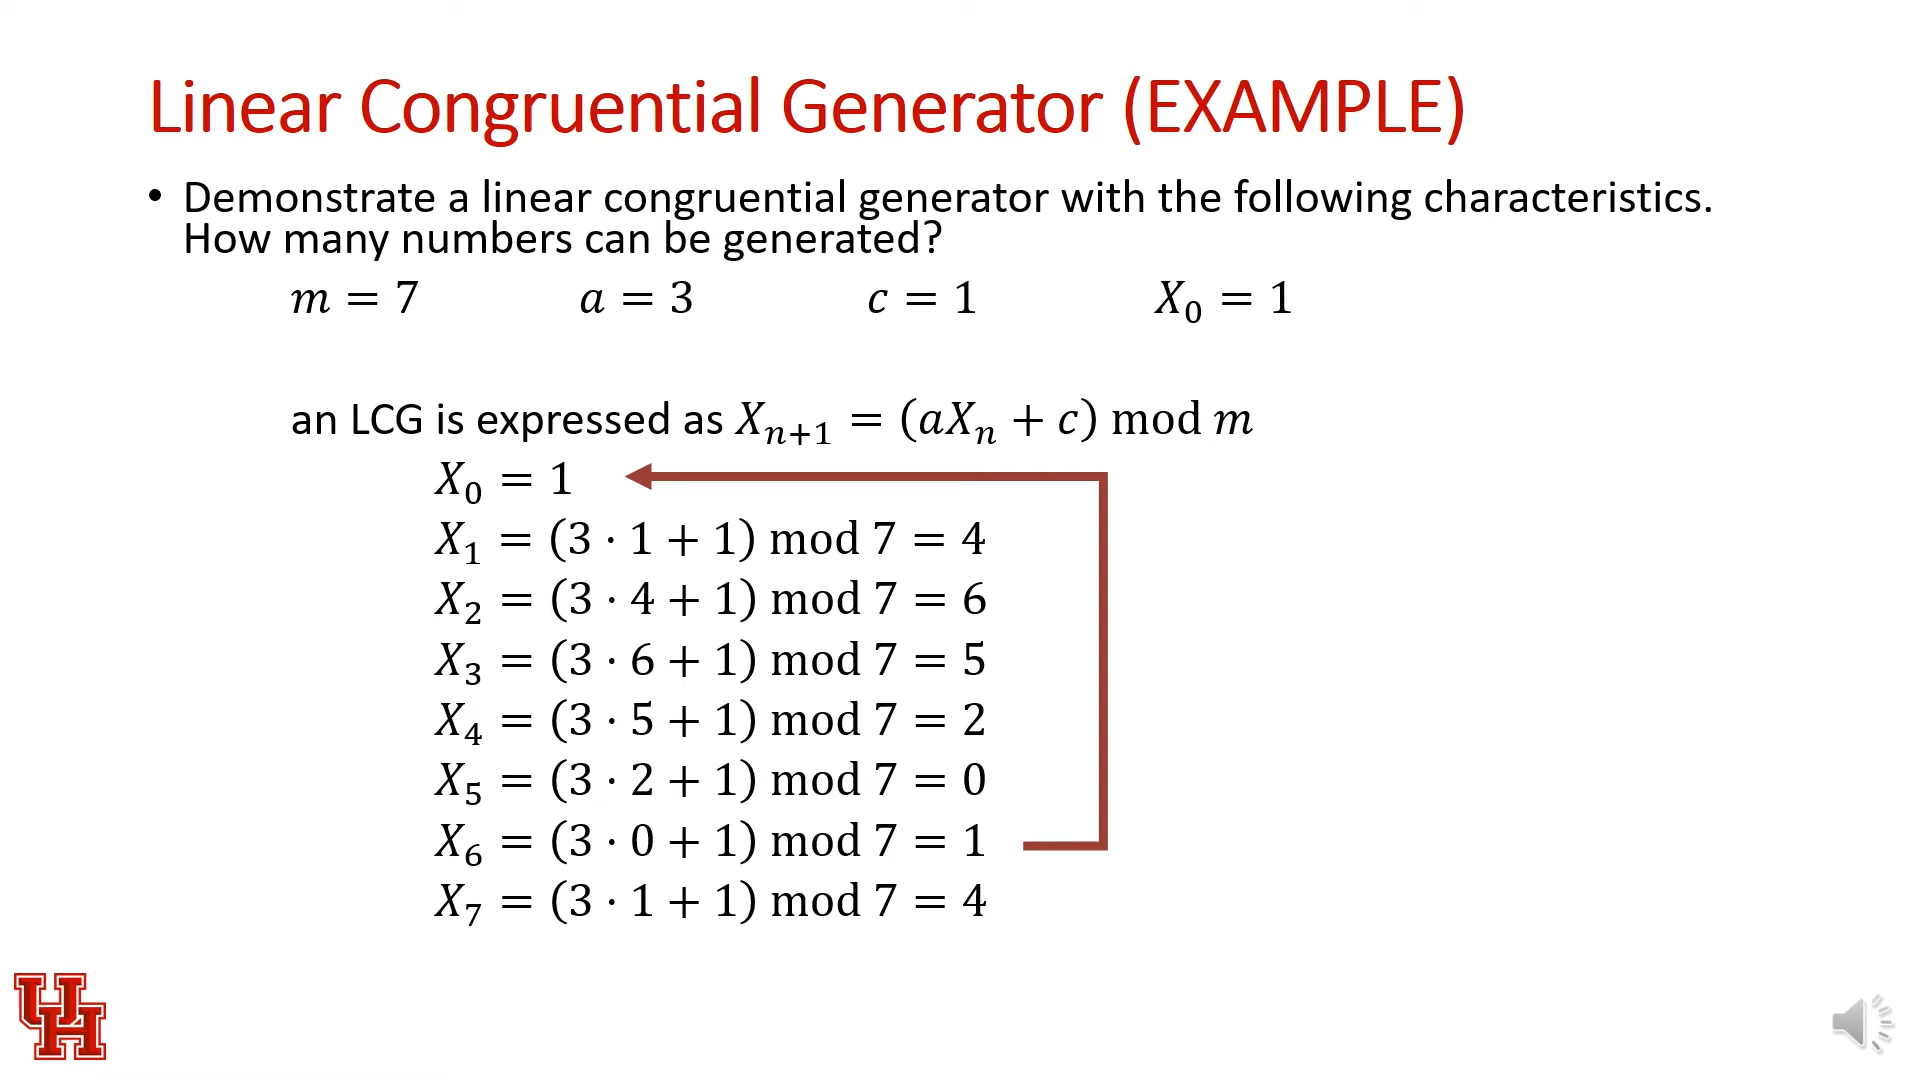 Linear Congruential Generator (EXAMPLE)
• Demonstrate a linear congruential generator with the following characteristics.
How many numbers can be generated?
m = 7 a = 3 c = 1 X₀ = 1
an LCG is expressed as Xₙ₊₁ = (aXₙ + c) mod m
X₀ = 1
X₁ = (3 · 1 + 1) mod 7 = 4
X₂ = (3 · 4 + 1) mod 7 = 6
X₃ = (3 · 6 + 1) mod 7 = 5
X₄ = (3 · 5 + 1) mod 7 = 2
X₅ = (3 · 2 + 1) mod 7 = 0
X₆ = (3 · 0 + 1) mod 7 = 1
X₇ = (3 · 1 + 1) mod 7 = 4
UH